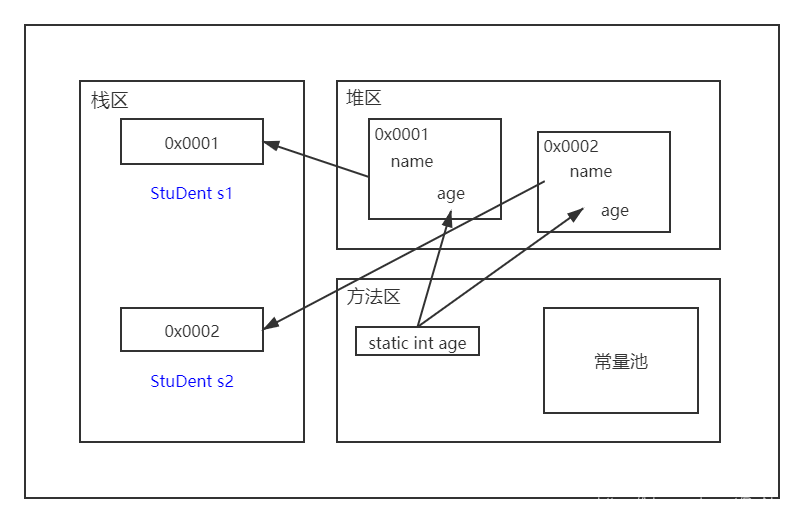 栈区
0x0001
StuDent s1
0x0002
StuDent s2
堆区
0x0001
name
age
0x0002
name
age
方法区
static int age
常量池